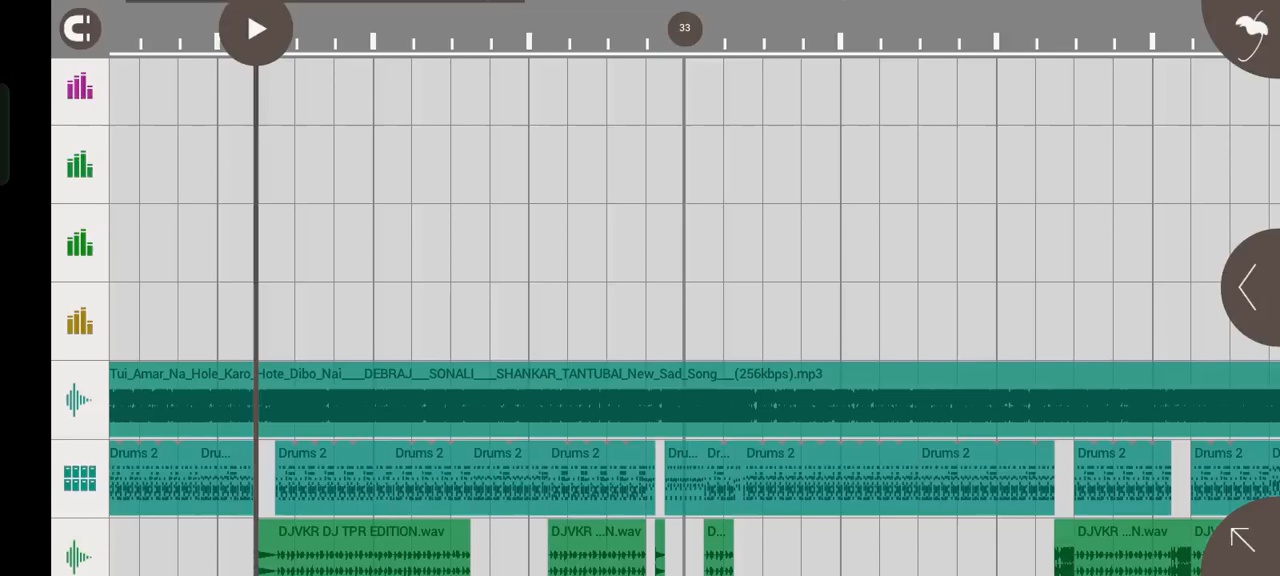 33
Tui_Amar_Na_Hole_Karo_Hote_Dibo_Nai___DEBRAJ___SONALI___SHANKAR_TANTUBAI_New_Sad_Song___(256kbps).mp3
Drums 2 Dru... Drums 2 Drums 2 Drums 2 Drums 2 Dru... Dr... Drums 2 Drums 2 Drums 2 Drums 2 D
DJVKR DJ TPR EDITION.wav DJVKR ...N.wav D... DJVKR ...N.wav DJV